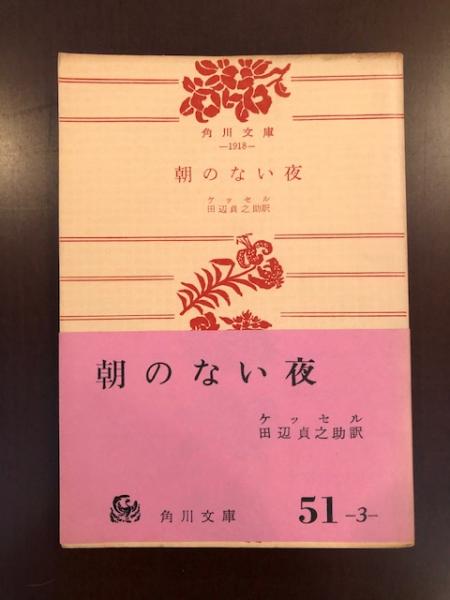 角川文庫
—1918—
朝のない夜
ケッセル
田辺貞之助訳
朝のない夜
ケッセル
田辺貞之助訳
角川文庫
51 -3-